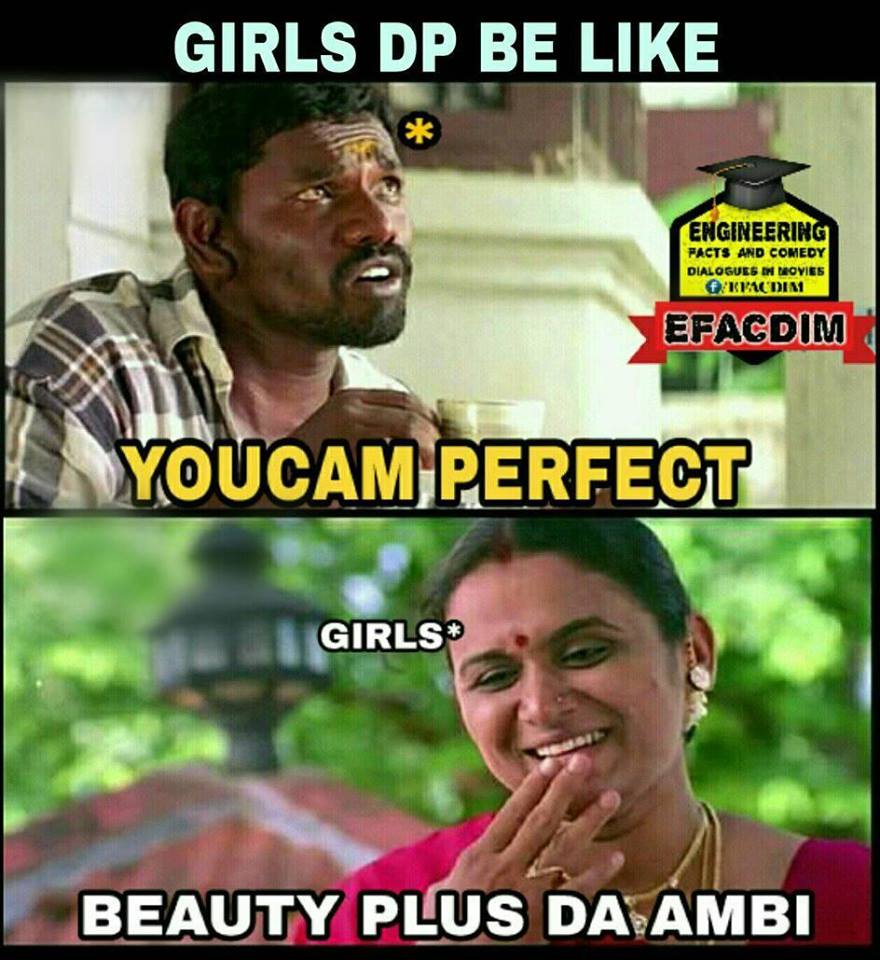 GIRLS DP BE LIKE
*
ENGINEERING
FACTS AND COMEDY
DIALOGUES IN MOVIES
f/EFACDIM
EFACDIM
YOUCAM PERFECT
GIRLS*
BEAUTY PLUS DA AMBI